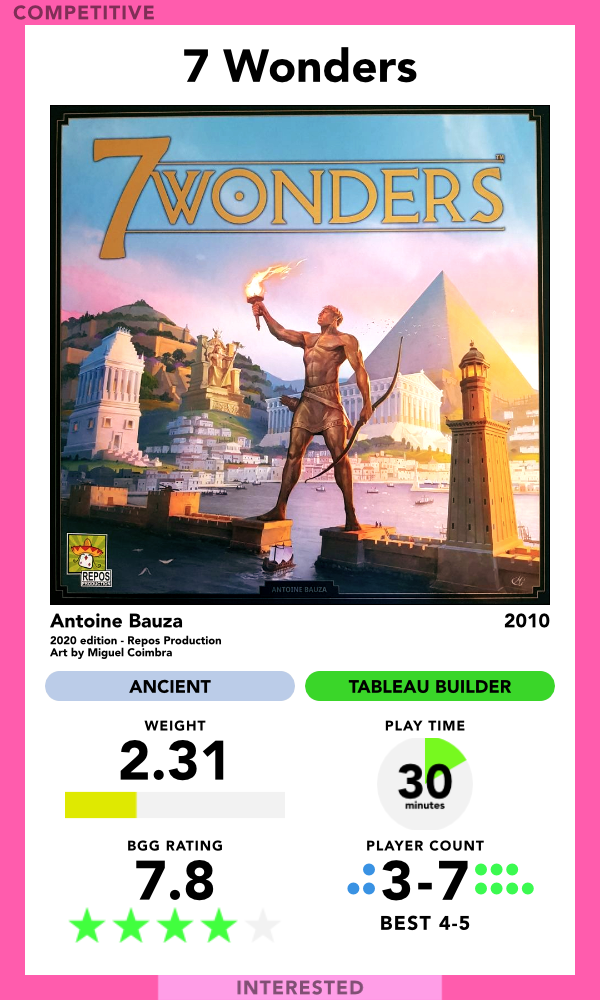 COMPETITIVE
7 Wonders
7 WONDERS™
REPOS
PRODUCTION
ANTOINE BAUZA
Antoine Bauza
2010
2020 edition - Repos Production
Art by Miguel Coimbra
ANCIENT
TABLEAU BUILDER
WEIGHT
2.31
PLAY TIME
30
minutes
BGG RATING
7.8
PLAYER COUNT
3-7
BEST 4-5
INTERESTED